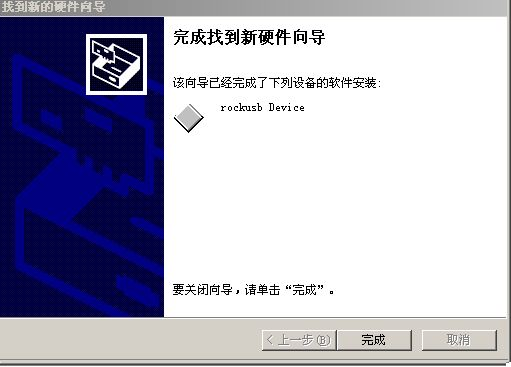 找到新的硬件向导
完成找到新硬件向导
该向导已经完成了下列设备的软件安装:
rockusb Device
要关闭向导，请单击“完成”。
< 上一步(B)
完成
取消